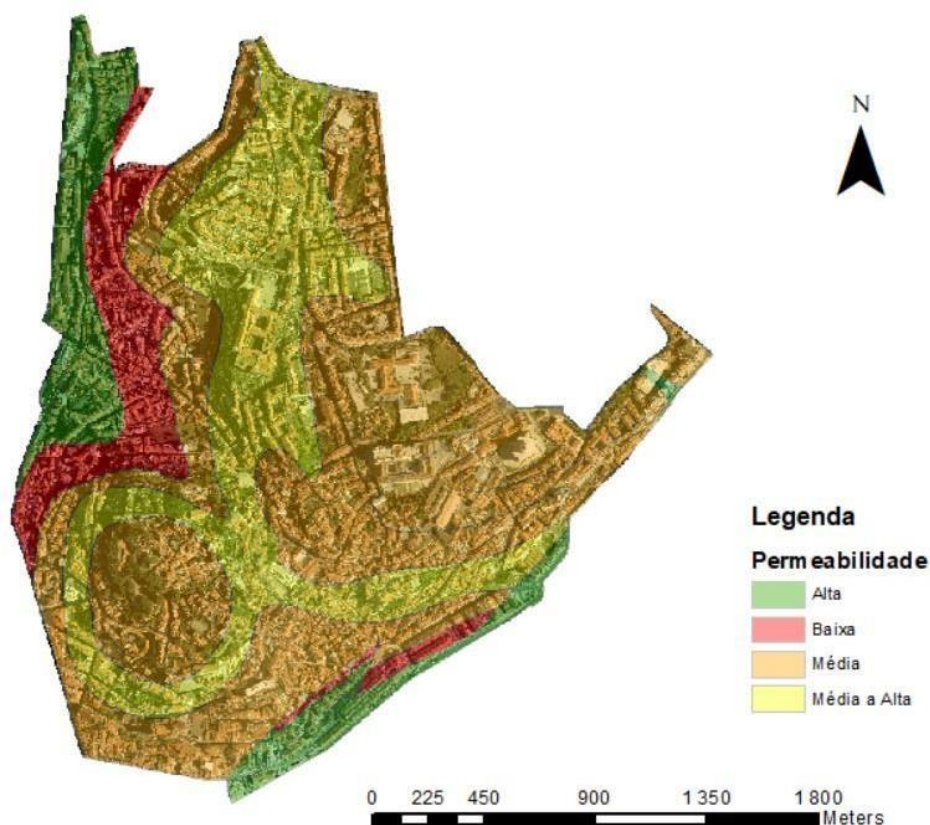 N
Legenda
Permeabilidade
Alta
Baixa
Média
Média a Alta
0 225 450 900 1 350 1 800
Meters